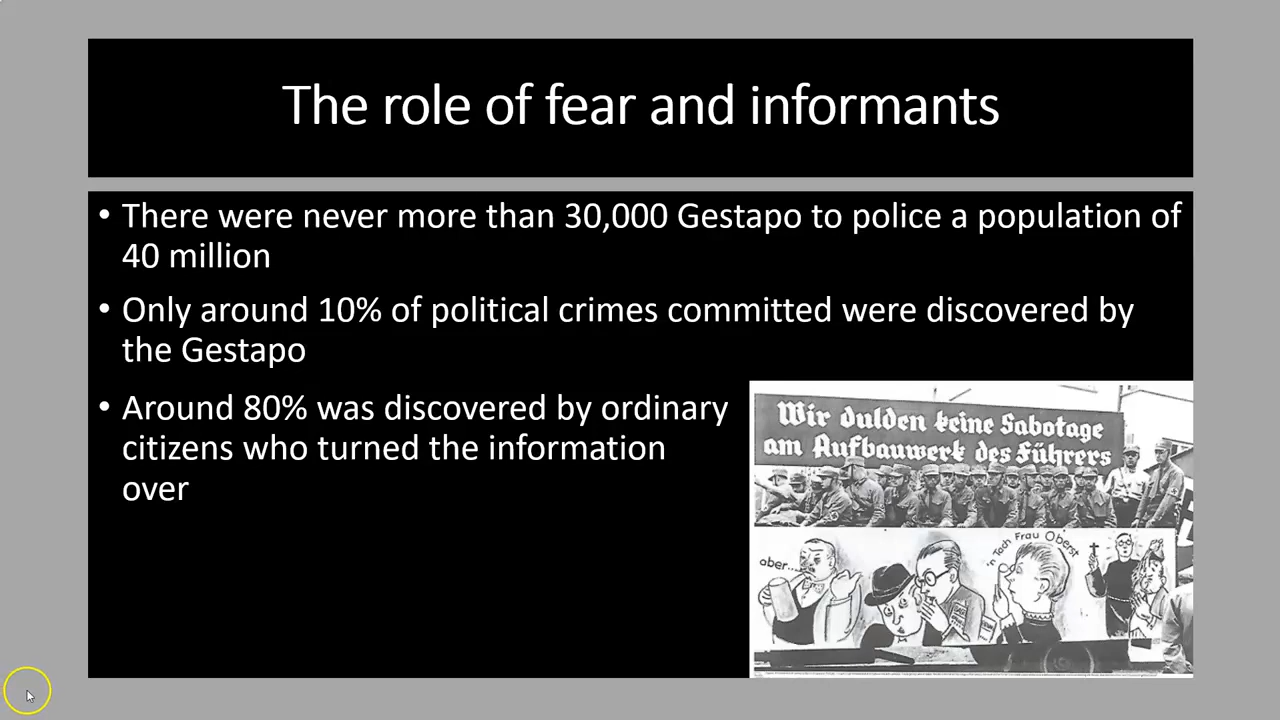 The role of fear and informants
• There were never more than 30,000 Gestapo to police a population of
40 million
• Only around 10% of political crimes committed were discovered by
the Gestapo
• Around 80% was discovered by ordinary
citizens who turned the information
over
Wir dulden keine Sabotage
am Aufbauwerk des Führers
aber...
'n Tach Frau Oberst